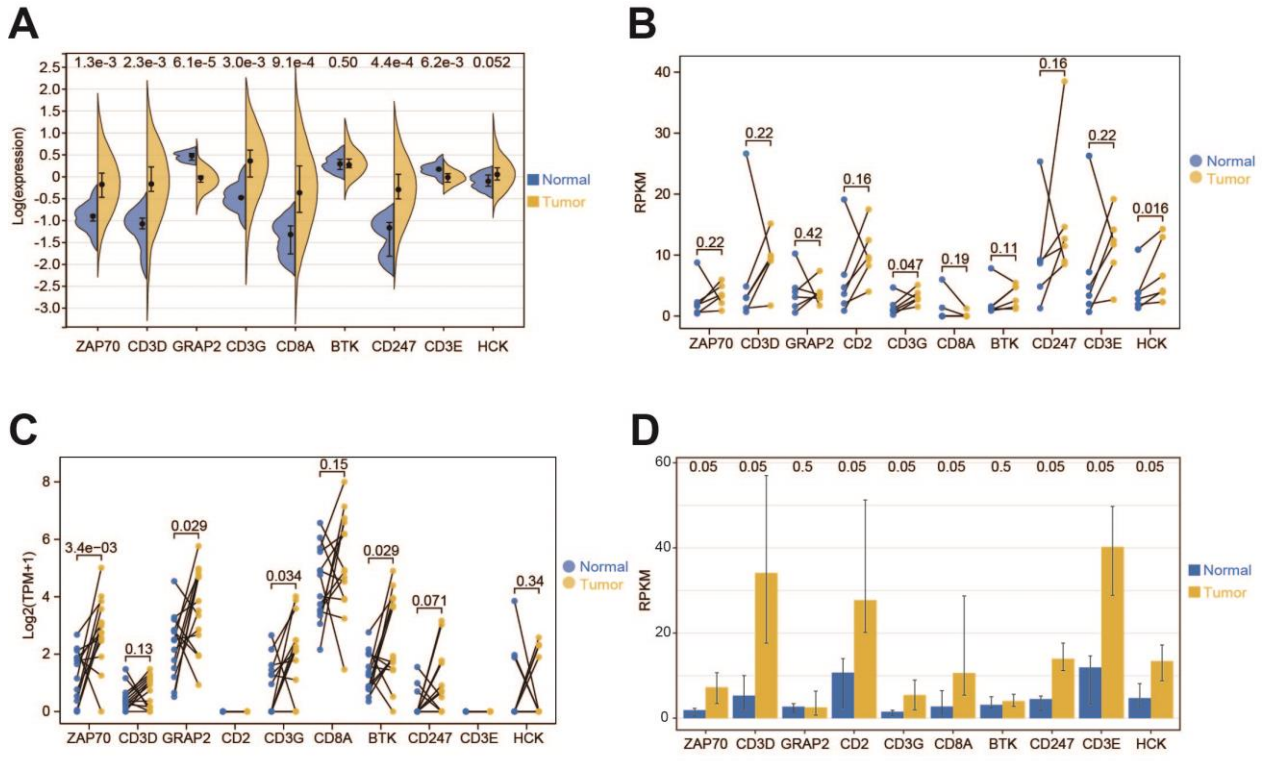 A
1.3e-3 2.3e-3 6.1e-5 3.0e-3 9.1e-4 0.50 4.4e-4 6.2e-3 0.052
2.5
2.0
1.5
1.0
0.5
0
-0.5
-1.0
-1.5
-2.0
-2.5
-3.0
Log(expression)
ZAP70 CD3D GRAP2 CD3G CD8A BTK CD247 CD3E HCK
Normal
Tumor
B
40
30
20
10
0
RPKM
0.22 0.22 0.42 0.16 0.047 0.19 0.11 0.16 0.22 0.016
ZAP70 CD3D GRAP2 CD2 CD3G CD8A BTK CD247 CD3E HCK
Normal
Tumor
C
8
6
4
2
0
Log2(TPM+1)
3.4e−03 0.13 0.029 0.034 0.15 0.029 0.071 0.34
ZAP70 CD3D GRAP2 CD2 CD3G CD8A BTK CD247 CD3E HCK
Normal
Tumor
D
60
40
20
0
RPKM
0.05 0.05 0.5 0.05 0.05 0.05 0.5 0.05 0.05 0.05
ZAP70 CD3D GRAP2 CD2 CD3G CD8A BTK CD247 CD3E HCK
Normal
Tumor